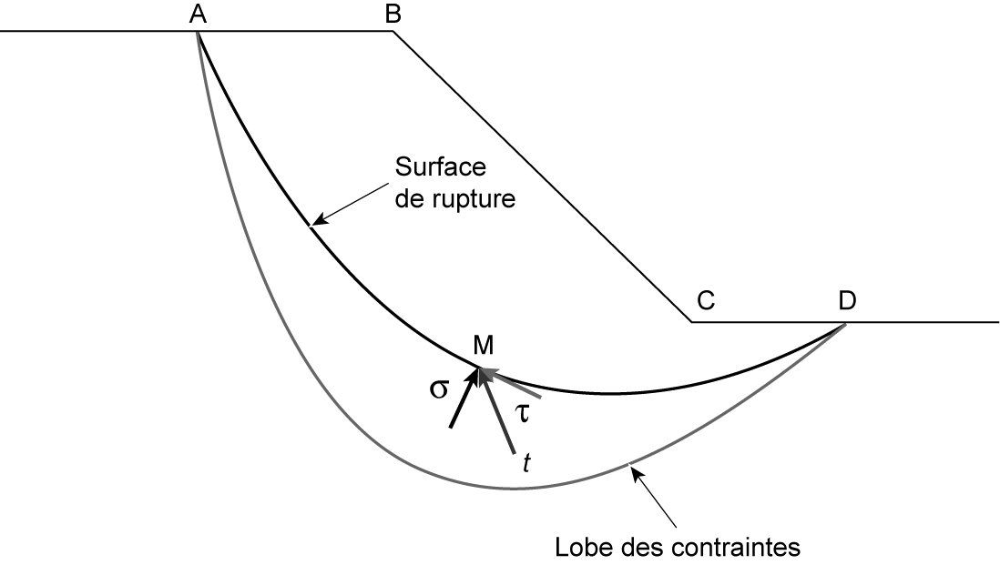 A
B
Surface
de rupture
C
D
M
σ
τ
t
Lobe des contraintes